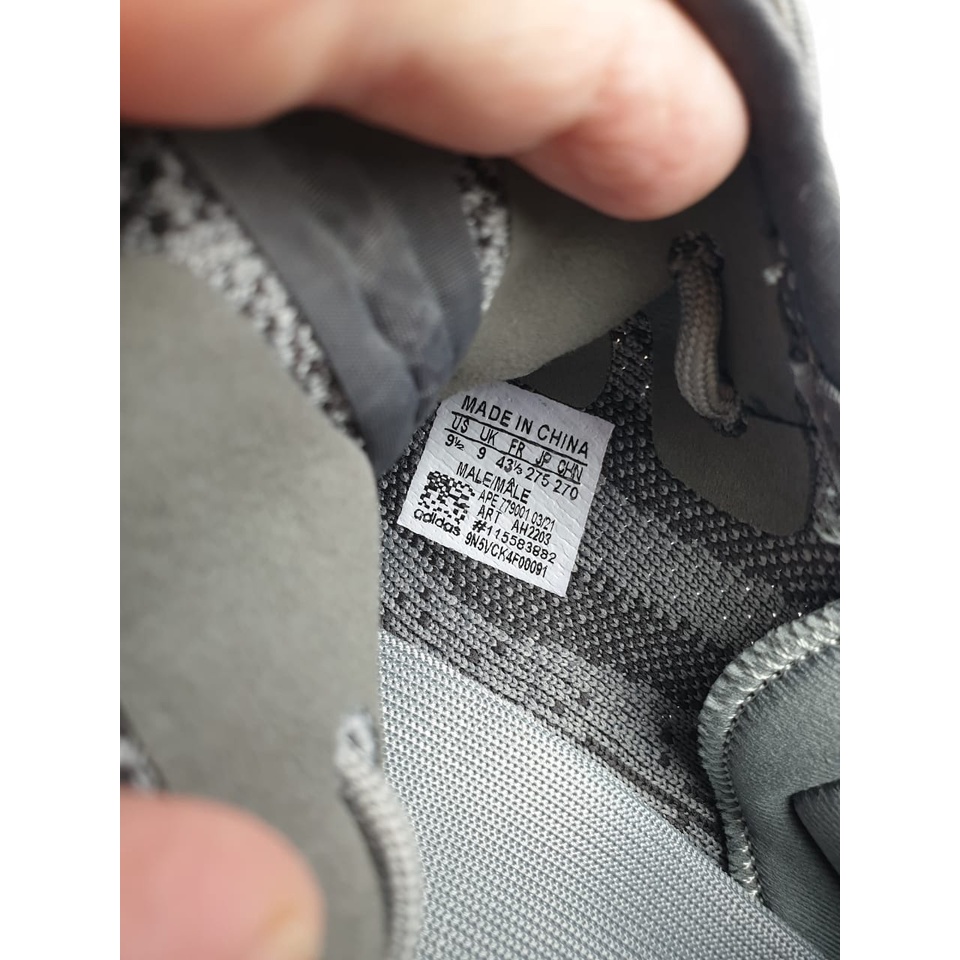 MADE IN CHINA
US UK FR JP CHN
9½ 9 43⅓ 275 270
MALE/MALE
APE 779001 03/21
ART AH2203
#115583882
adidas 9N5VCK4F00091